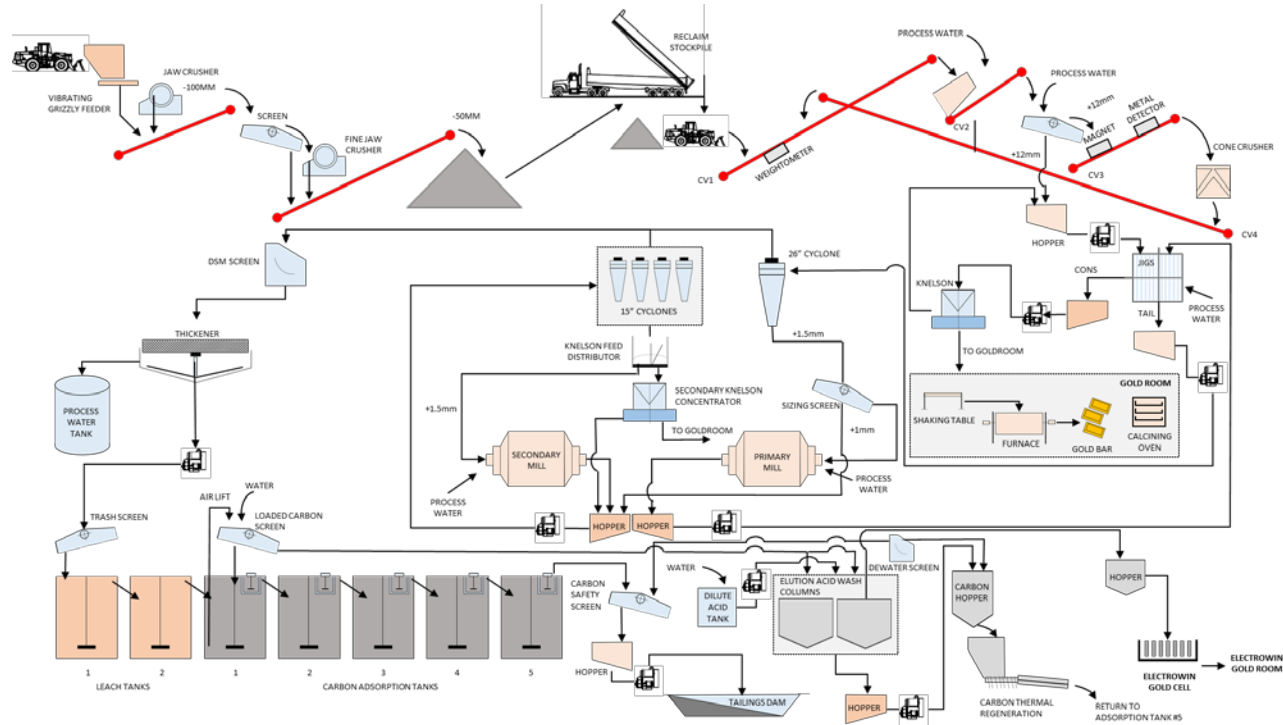 JAW CRUSHER
-100MM
VIBRATING
GRIZZLY FEEDER
SCREEN
FINE JAW
CRUSHER
-50MM
RECLAIM
STOCKPILE
PROCESS WATER
PROCESS WATER
+12mm
METAL
DETECTOR
MAGNET
CONE CRUSHER
CV1
WEIGHTOMETER
CV2
+12mm
CV3
CV4
HOPPER
DSM SCREEN
26” CYCLONE
15” CYCLONES
KNELSON
CONS
JIGS
TAIL
PROCESS
WATER
THICKENER
KNELSON FEED
DISTRIBUTOR
+1.5mm
TO GOLDROOM
GOLD ROOM
SHAKING TABLE
FURNACE
GOLD BAR
CALCINING
OVEN
PROCESS
WATER
TANK
+1.5mm
SECONDARY
KNELSON
CONCENTRATOR
SIZING SCREEN
TO GOLDROOM
+1mm
SECONDARY
MILL
PRIMARY
MILL
PROCESS
WATER
PROCESS
WATER
AIR LIFT
WATER
TRASH SCREEN
LOADED CARBON
SCREEN
HOPPER
HOPPER
CARBON
SAFETY
SCREEN
WATER
DILUTE
ACID
TANK
ELUTION ACID WASH
COLUMNS
DEWATER SCREEN
CARBON
HOPPER
HOPPER
1
2
1
2
3
4
5
LEACH TANKS
CARBON ADSORPTION TANKS
HOPPER
TAILINGS DAM
HOPPER
CARBON THERMAL
REGENERATION
RETURN TO
ADSORPTION TANK #5
ELECTROWIN
GOLD CELL
ELECTROWIN
GOLD ROOM